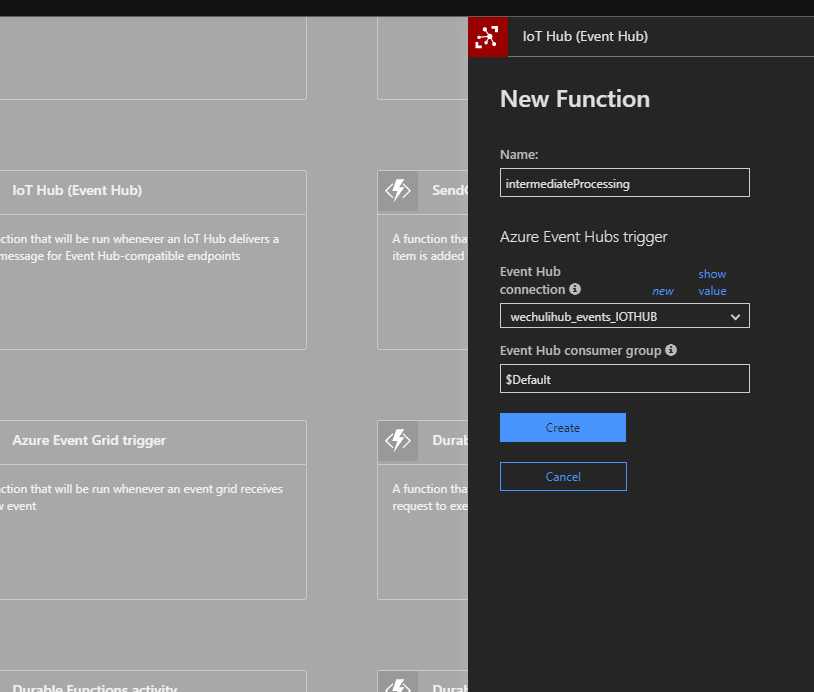 IoT Hub (Event Hub)
New Function
Name:
intermediateProcessing
Azure Event Hubs trigger
Event Hub
connection
new
show
value
wechulihub_events_IOTHUB
Event Hub consumer group
$Default
Create
Cancel
IoT Hub (Event Hub)
ction that will be run whenever an IoT Hub delivers a
message for Event Hub-compatible endpoints
A function tha
item is added
Azure Event Grid trigger
ction that will be run whenever an event grid receives
event
A function tha
request to exe
Durable Functions activity